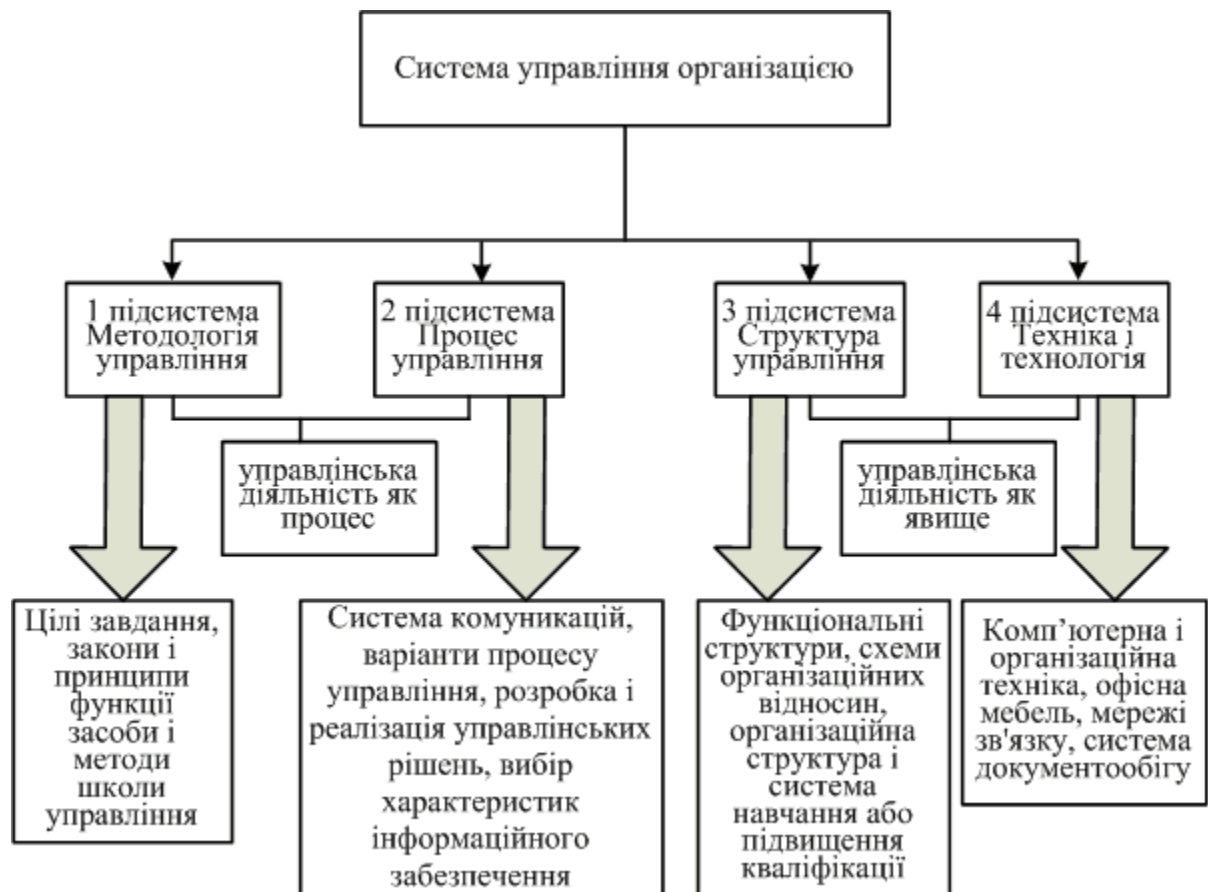 Система управління організацією
1 підсистема
Методологія
управління
2 підсистема
Процес
управління
3 підсистема
Структура
управління
4 підсистема
Техніка і
технологія
управлінська
діяльність як
процес
управлінська
діяльність як
явище
Цілі завдання,
закони і
принципи
функції
засоби і
методи
школи
управління
Система комуникацій,
варіанти процесу
управління, розробка і
реалізація управлінських
рішень, вибір
характеристик
інформаційного
забезпечення
Функціональні
структури, схеми
організаційних
відносин,
організаційна
структура і
система
навчання або
підвищення
кваліфікації
Комп’ютерна і
організаційна
техніка, офісна
мебель, мережі
зв'язку, система
документообігу